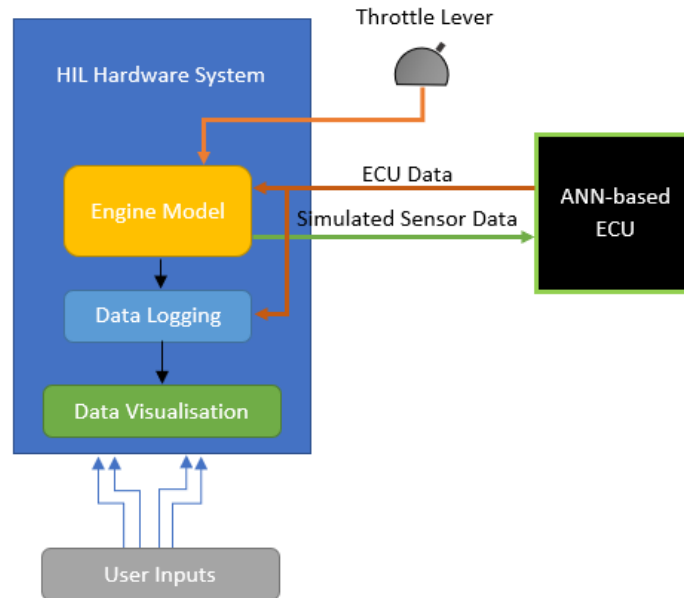 Throttle Lever
HIL Hardware System
ECU Data
Engine Model
ANN-based
ECU
Simulated Sensor Data
Data Logging
Data Visualisation
User Inputs